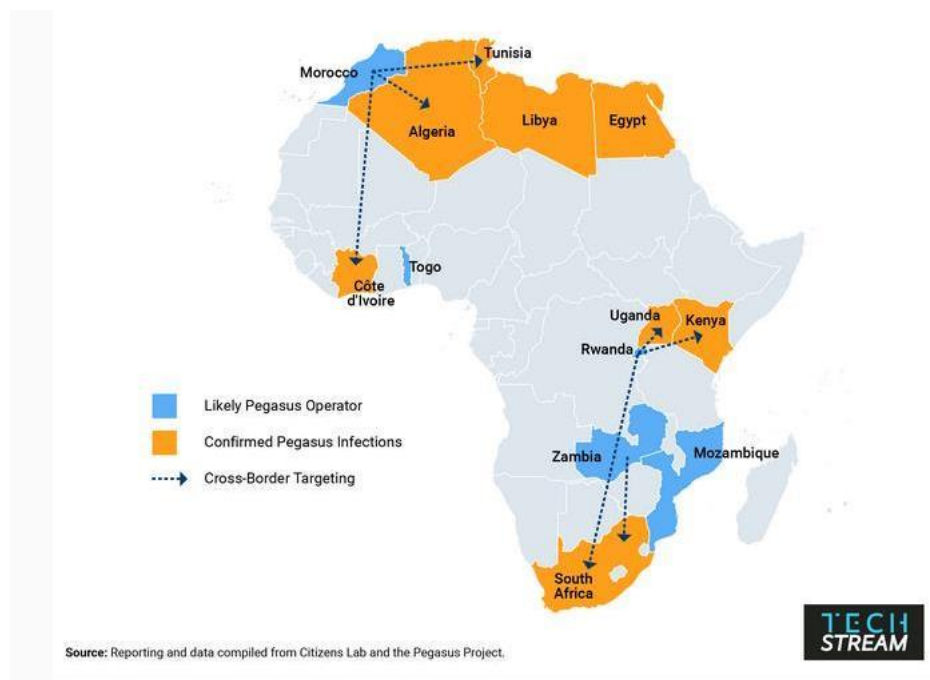 Tunisia
Morocco
Algeria
Libya
Egypt
Togo
Côte
d'Ivoire
Uganda
Kenya
Rwanda
Likely Pegasus Operator
Confirmed Pegasus Infections
Zambia
Mozambique
Cross-Border Targeting
South
Africa
TECH
STREAM
Source: Reporting and data compiled from Citizens Lab and the Pegasus Project.